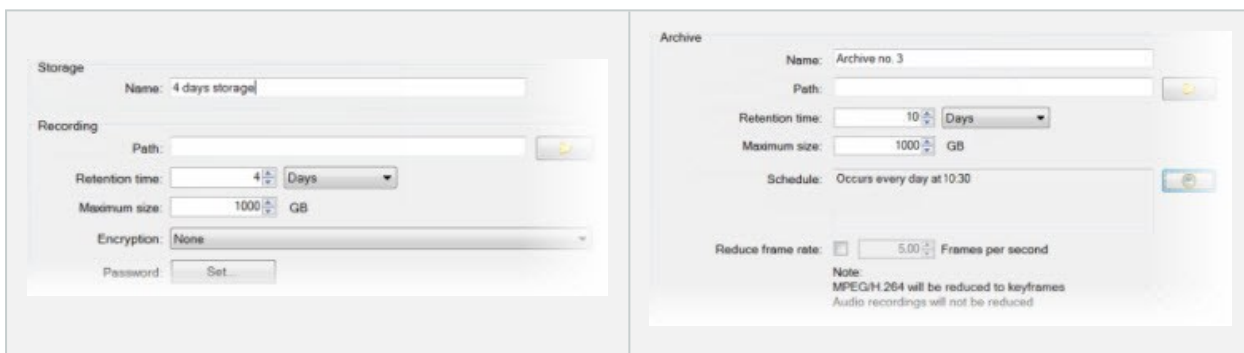 Storage
Name: 4 days storage
Recording
Path:
Retention time: 4 Days
Maximum size: 1000 GB
Encryption: None
Password: Set...
Archive
Name: Archive no. 3
Path:
Retention time: 10 Days
Maximum size: 1000 GB
Schedule: Occurs every day at 10:30
Reduce frame rate: 5.00 Frames per second
Note:
MPEG/H.264 will be reduced to keyframes
Audio recordings will not be reduced